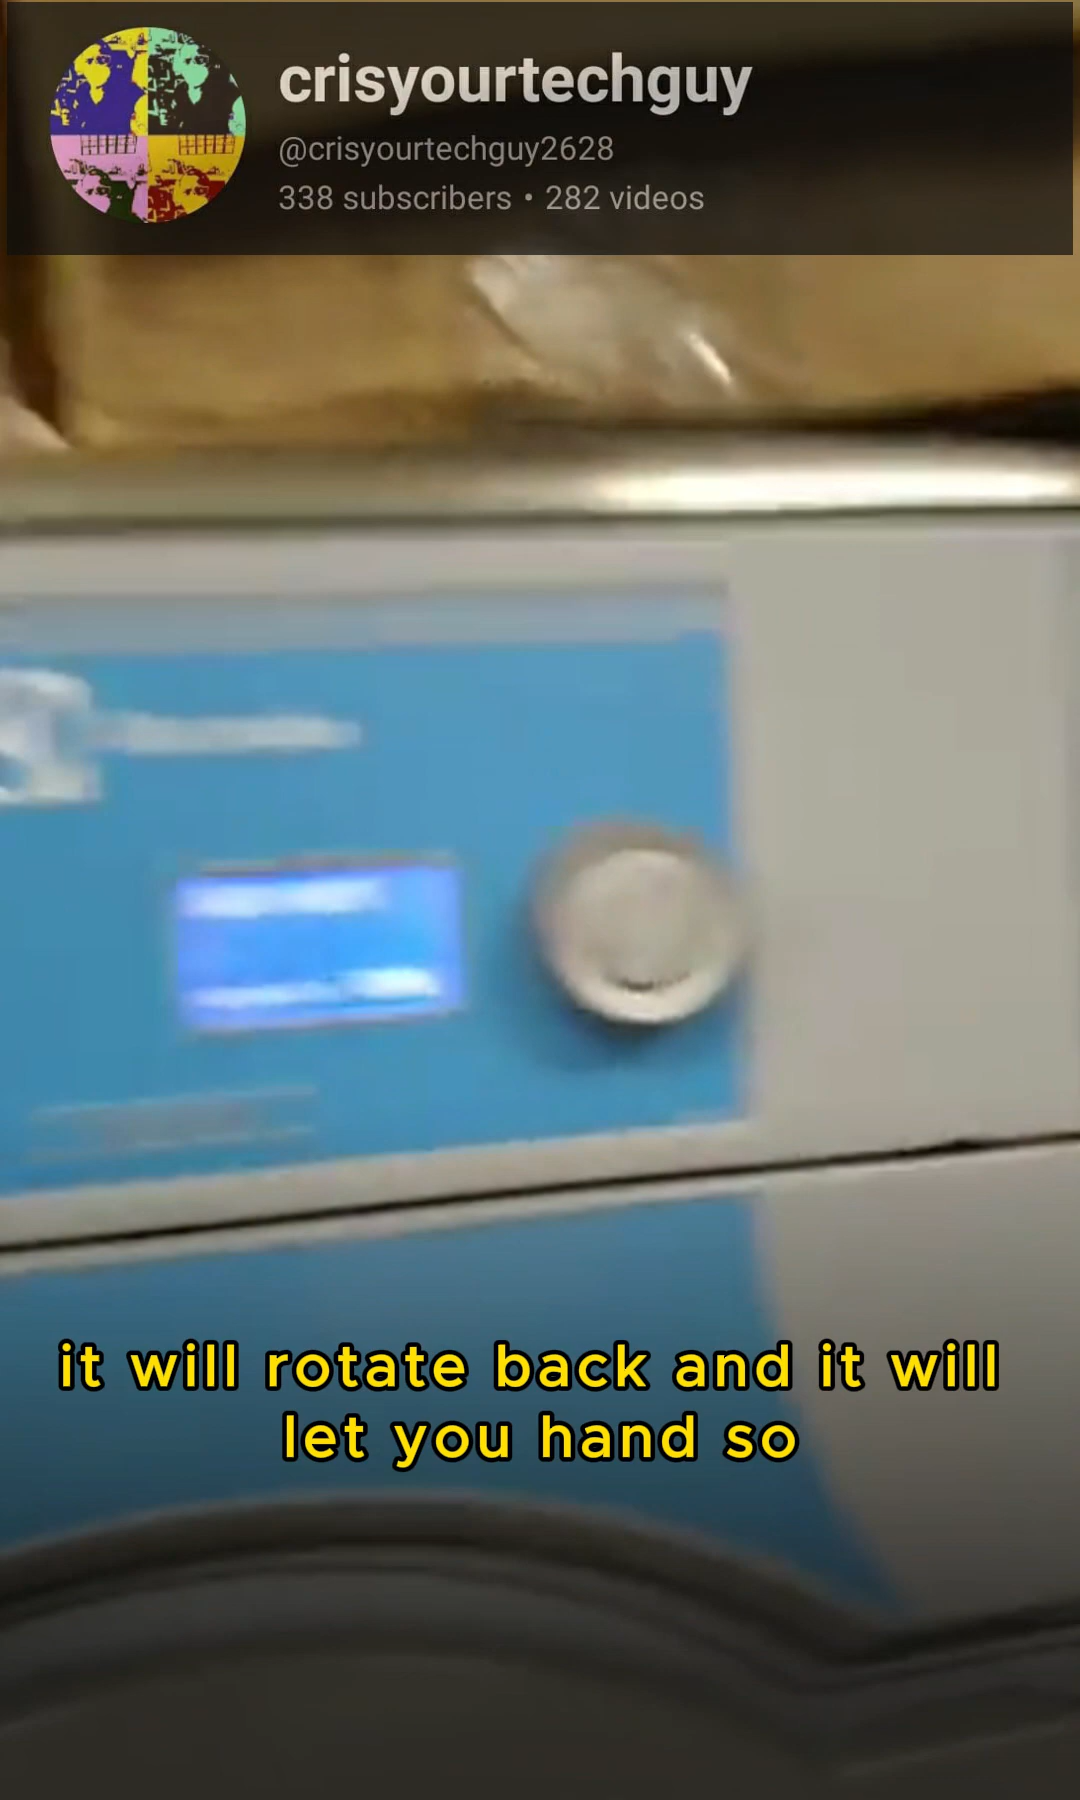 crisyourtechguy
@crisyourtechguy2628
338 subscribers • 282 videos
it will rotate back and it will
let you hand so